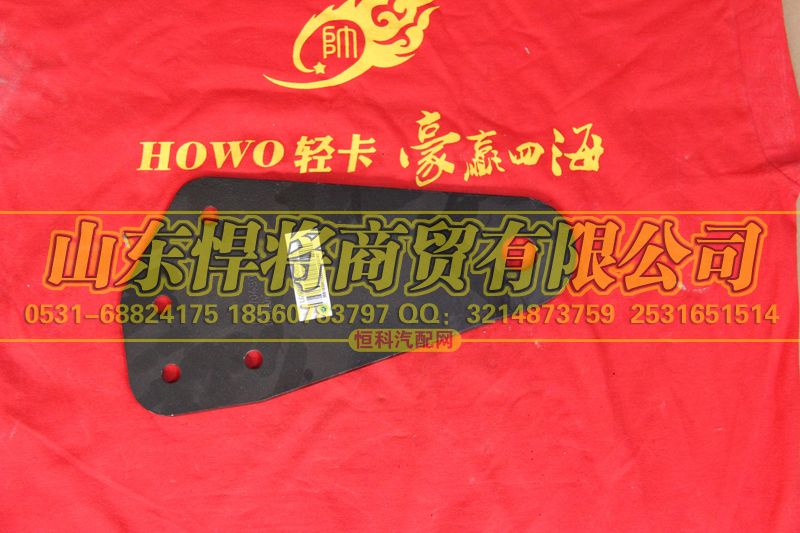 帅
HOWO 轻卡 豪赢四海
山东悍将商贸有限公司
0531-68824175 18560783797 QQ: 3214873759 2531651514
恒科汽配网